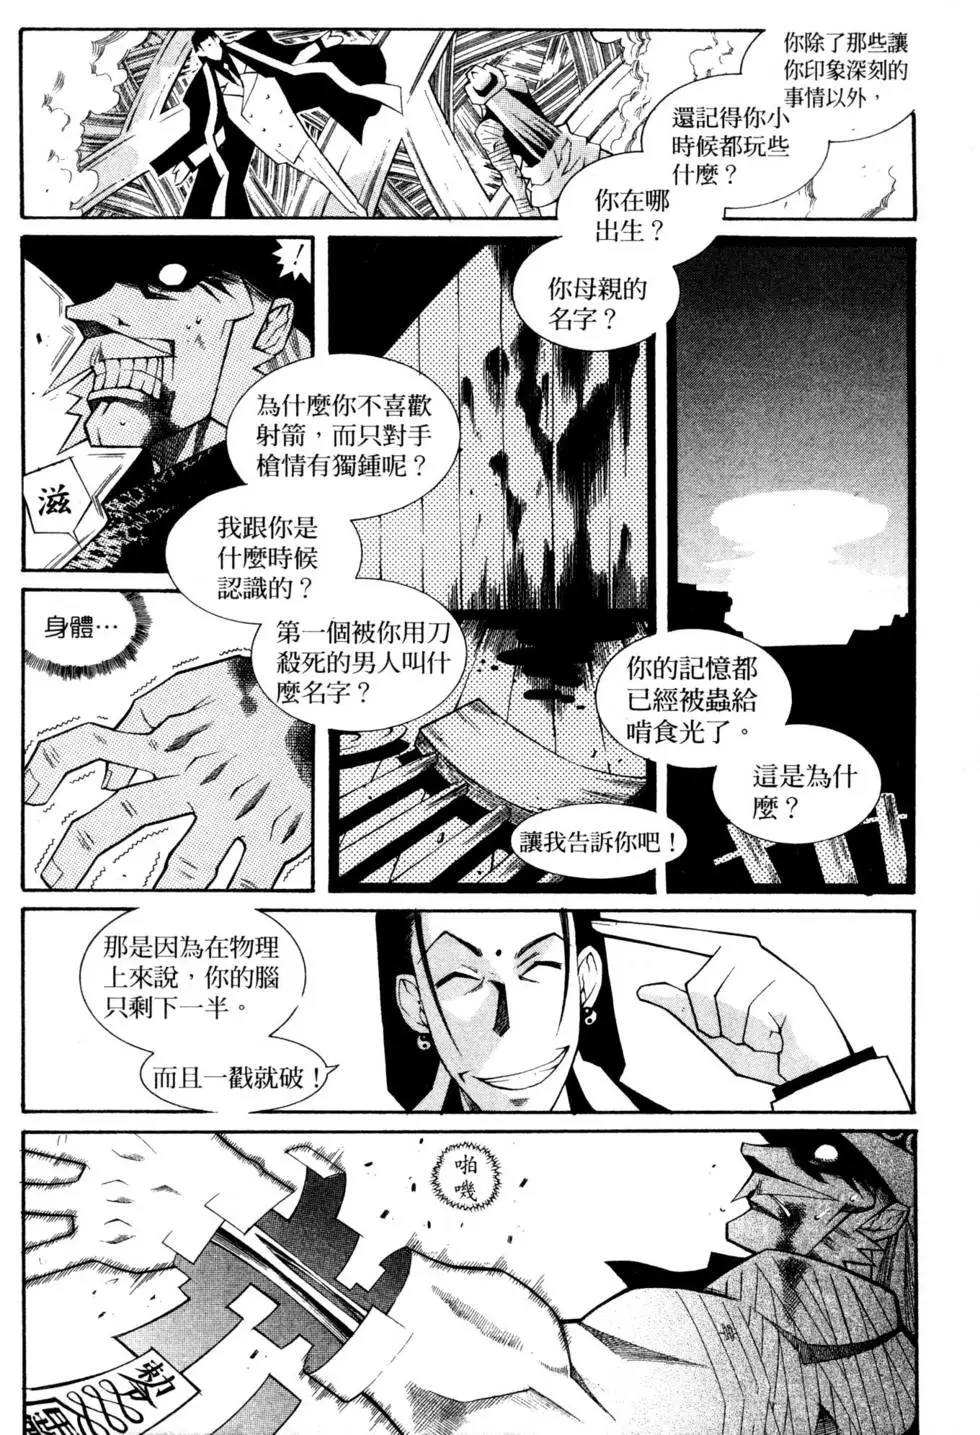 你除了那些讓
你印象深刻的
事情以外，
還記得你小
時候都玩些
什麼？
你在哪
出生？
你母親的
名字？
！
為什麼你不喜歡
射箭，而只對手
槍情有獨鍾呢？
滋
我跟你是
什麼時候
認識的？
第一個被你用刀
殺死的男人叫什
麼名字？
身體…
你的記憶都
已經被蟲給
啃食光了。
這是為什
麼？
讓我告訴你吧！
那是因為在物理
上來說，你的腦
只剩下一半。
而且一戳就破！
啪
嘰
勅